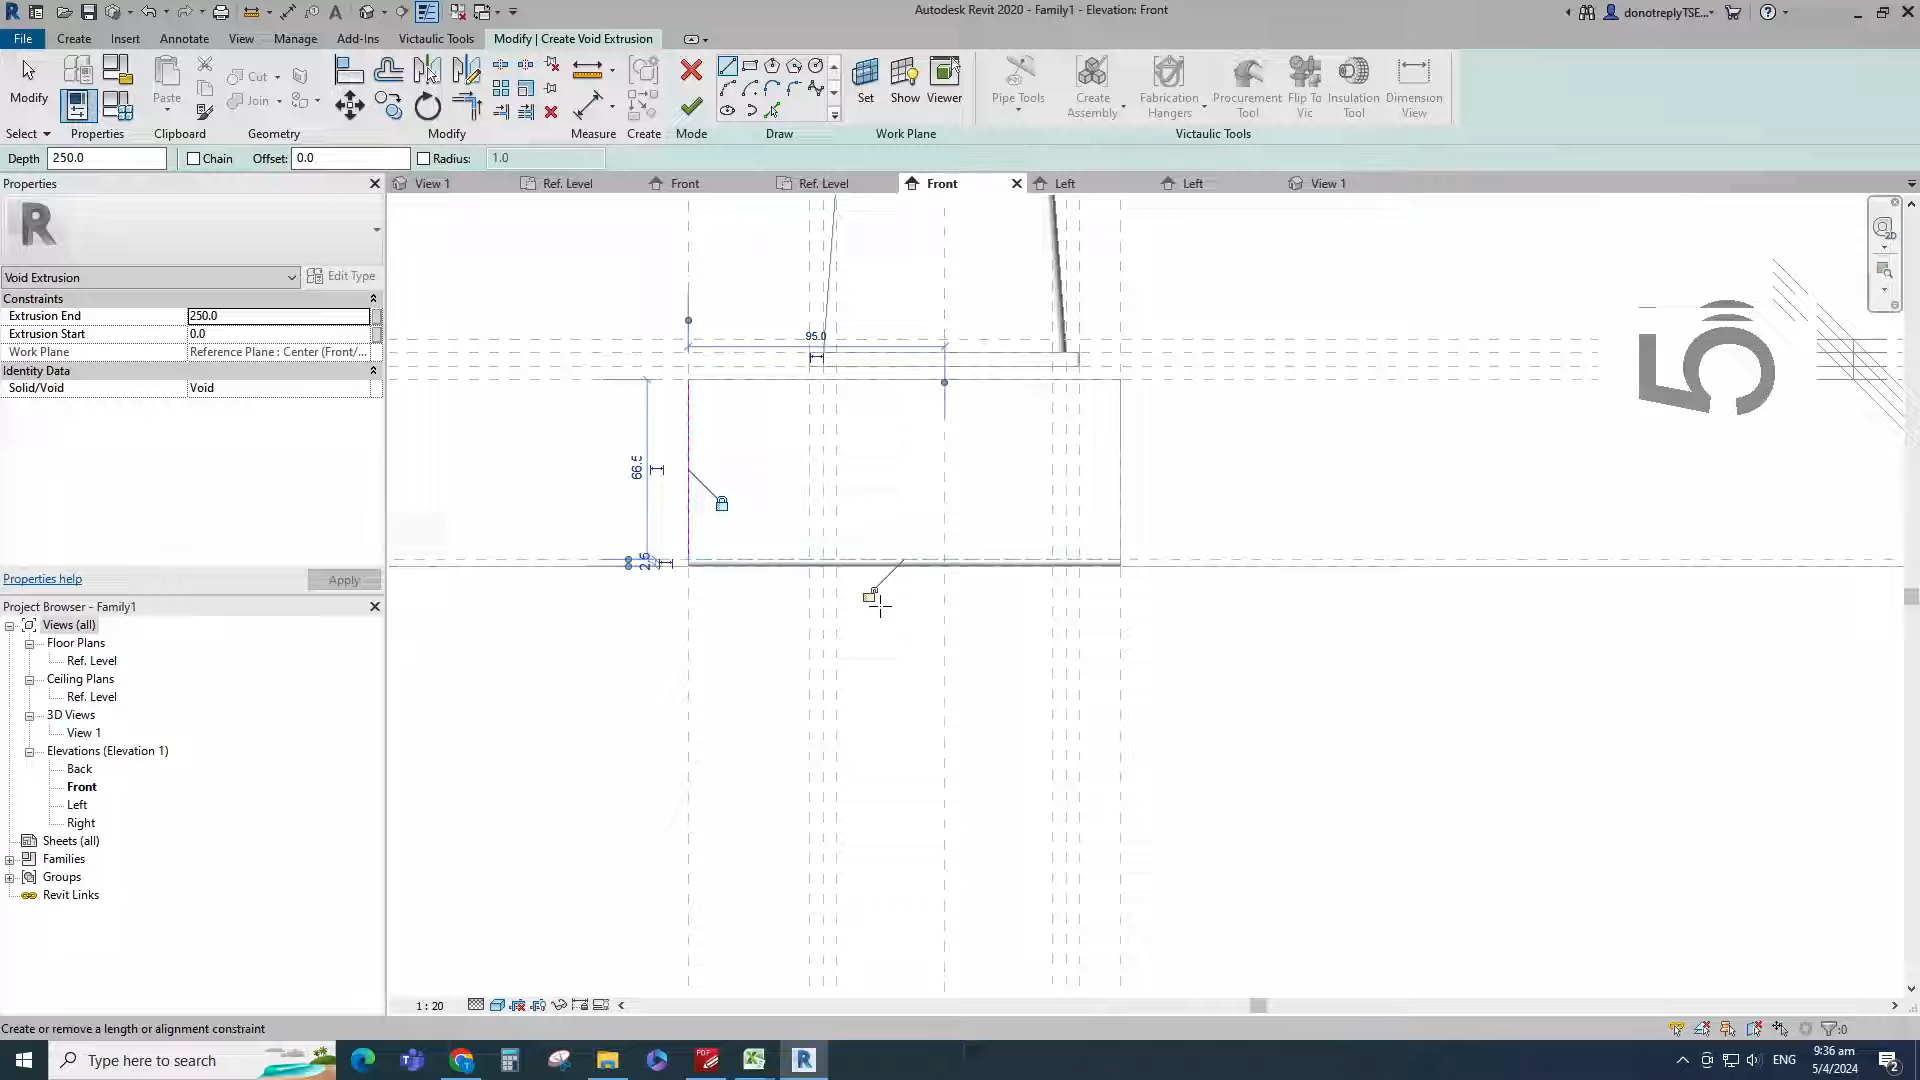 Autodesk Revit 2020 - Family1 - Elevation: Front
donotreplyTSE...
File Create Insert Annotate View Manage Add-Ins Victaulic Tools Modify | Create Void Extrusion
Modify
Paste
Cut
Join
Set Show Viewer
Pipe Tools Create Assembly Fabrication Hangers Procurement Tool Flip To Vic Insulation Tool Dimension View
Select Properties Clipboard Geometry Modify Measure Create Mode Draw Work Plane Victaulic Tools
Depth 250.0 Chain Offset: 0.0 Radius: 1.0
Properties
View 1 Ref. Level Front Ref. Level Front Left Left View 1
R
Void Extrusion Edit Type
Constraints
Extrusion End 250.0
Extrusion Start 0.0
Work Plane Reference Plane : Center (Front/...
Identity Data
Solid/Void Void
95.0
66.5
2.5
5
2D
Properties help Apply
Project Browser - Family1
Views (all)
Floor Plans
Ref. Level
Ceiling Plans
Ref. Level
3D Views
View 1
Elevations (Elevation 1)
Back
Front
Left
Right
Sheets (all)
Families
Groups
Revit Links
1 : 20
Create or remove a length or alignment constraint
:0
Type here to search
ENG
9:36 am
5/4/2024
2